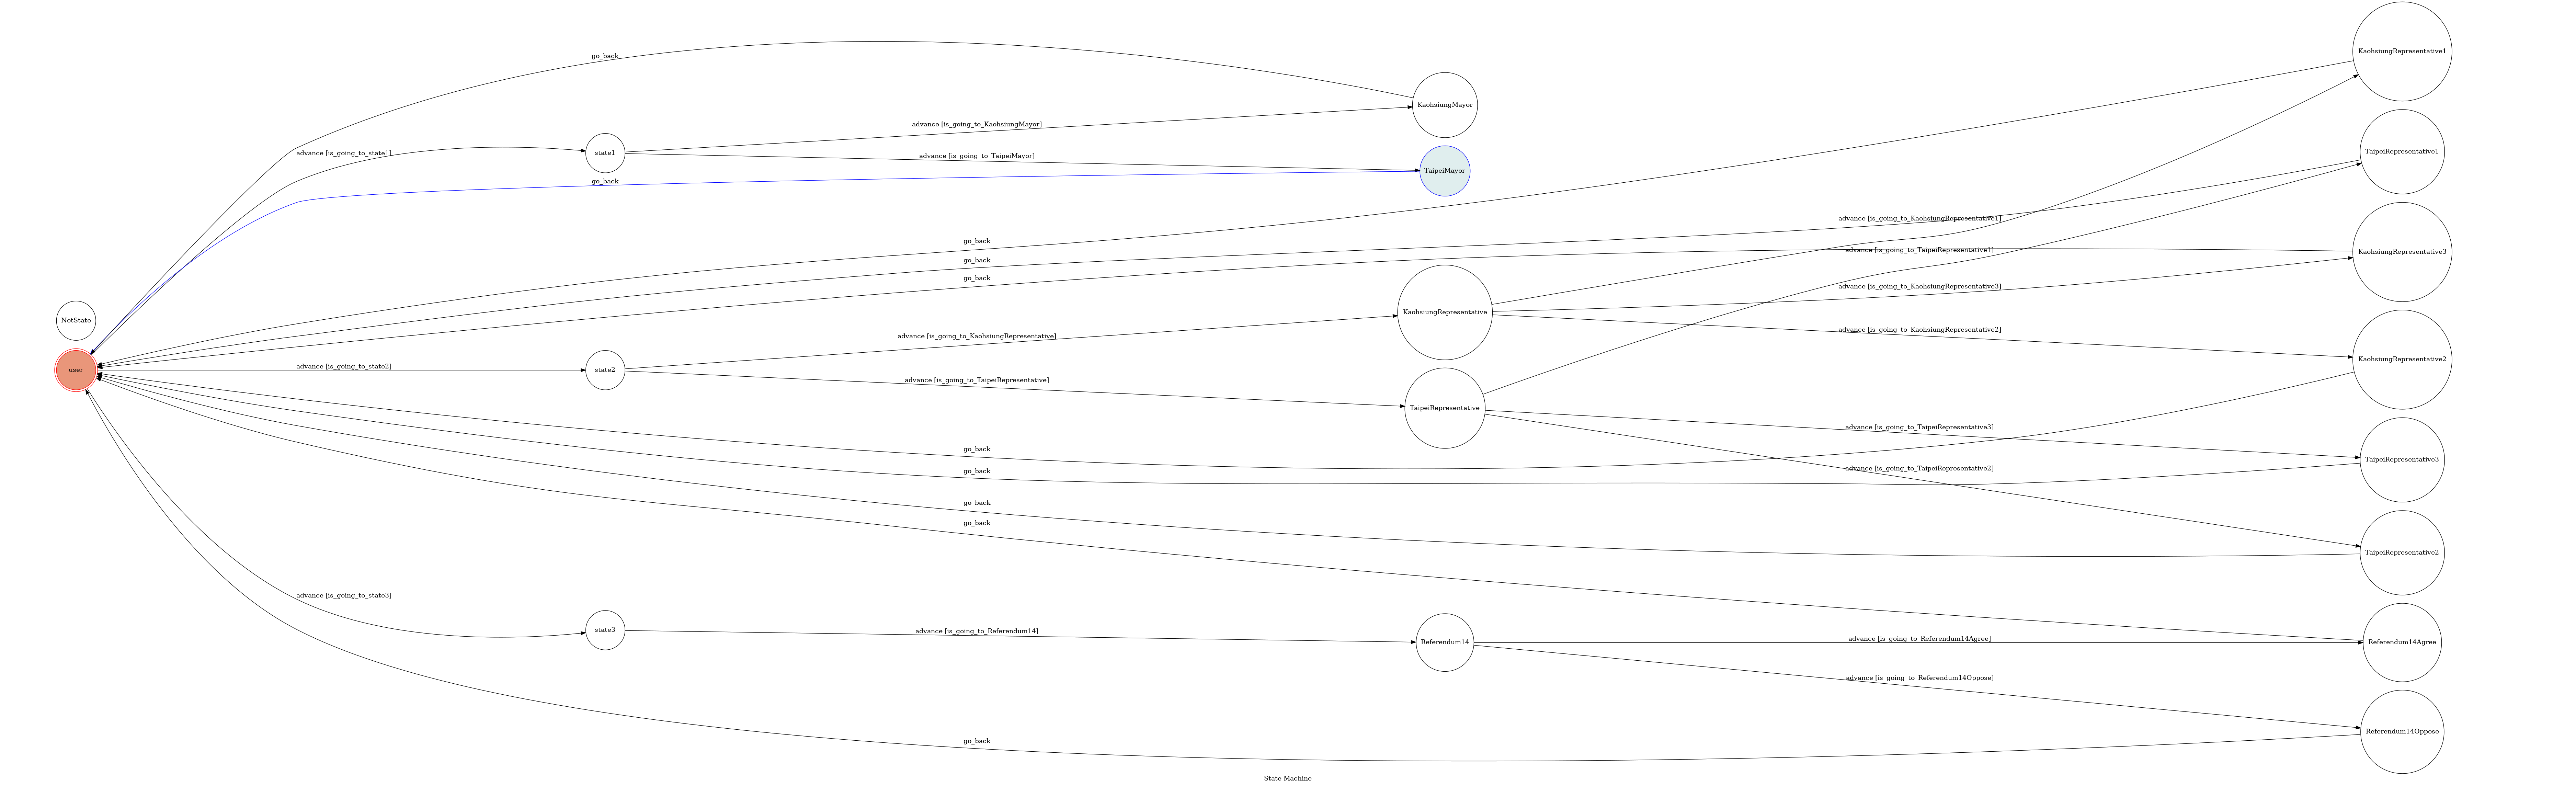 KaohsiungRepresentative1
go_back
KaohsiungMayor
advance [is_going_to_KaohsiungMayor]
advance [is_going_to_state1]
state1
TaipeiRepresentative1
advance [is_going_to_TaipeiMayor]
TaipeiMayor
go_back
advance [is_going_to_KaohsiungRepresentative1]
go_back
advance [is_going_to_TaipeiRepresentative1]
KaohsiungRepresentative3
go_back
go_back
advance [is_going_to_KaohsiungRepresentative3]
KaohsiungRepresentative
NotState
advance [is_going_to_KaohsiungRepresentative2]
advance [is_going_to_KaohsiungRepresentative]
KaohsiungRepresentative2
user
advance [is_going_to_state2]
state2
advance [is_going_to_TaipeiRepresentative]
TaipeiRepresentative
advance [is_going_to_TaipeiRepresentative3]
go_back
TaipeiRepresentative3
go_back
advance [is_going_to_TaipeiRepresentative2]
go_back
go_back
TaipeiRepresentative2
advance [is_going_to_state3]
state3
advance [is_going_to_Referendum14]
Referendum14
advance [is_going_to_Referendum14Agree]
Referendum14Agree
advance [is_going_to_Referendum14Oppose]
Referendum14Oppose
go_back
State Machine